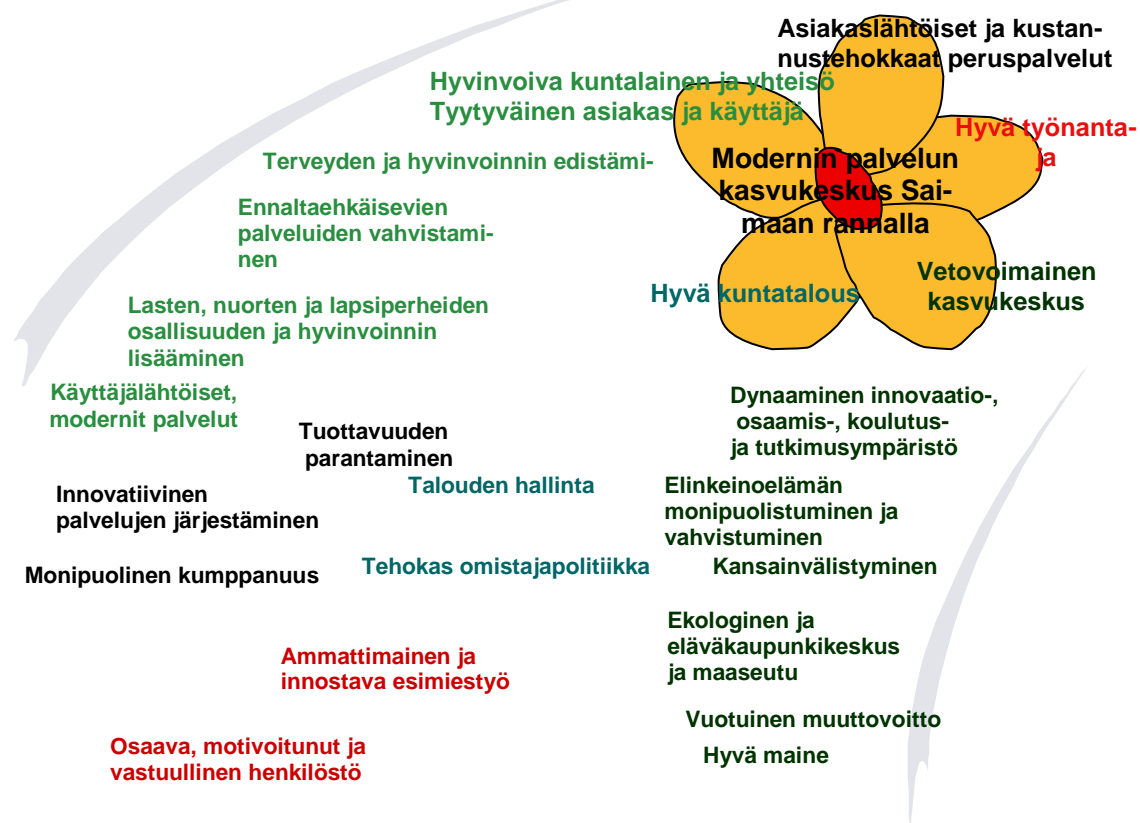 Asiakaslähtöiset ja kustan-
nustehokkaat peruspalvelut
Hyvinvoiva kuntalainen ja yhteisö
Tyytyväinen asiakas ja käyttäjä
Hyvä työnanta-
ja
Modernin palvelun
kasvukeskus Sai-
maan rannalla
Terveyden ja hyvinvoinnin edistämi-
Ennaltaehkäisevien
palveluiden vahvistami-
nen
Vetovoimainen
kasvukeskus
Hyvä kuntatalous
Lasten, nuorten ja lapsiperheiden
osallisuuden ja hyvinvoinnin
lisääminen
Käyttäjälähtöiset,
modernit palvelut
Dynaaminen innovaatio-,
osaamis-, koulutus-
ja tutkimusympäristö
Tuottavuuden
parantaminen
Talouden hallinta
Elinkeinoelämän
monipuolistuminen ja
vahvistuminen
Innovatiivinen
palvelujen järjestäminen
Monipuolinen kumppanuus
Tehokas omistajapolitiikka
Kansainvälistyminen
Ekologinen ja
eläväkaupunkikeskus
ja maaseutu
Ammattimainen ja
innostava esimiestyö
Vuotuinen muuttovoitto
Hyvä maine
Osaava, motivoitunut ja
vastuullinen henkilöstö